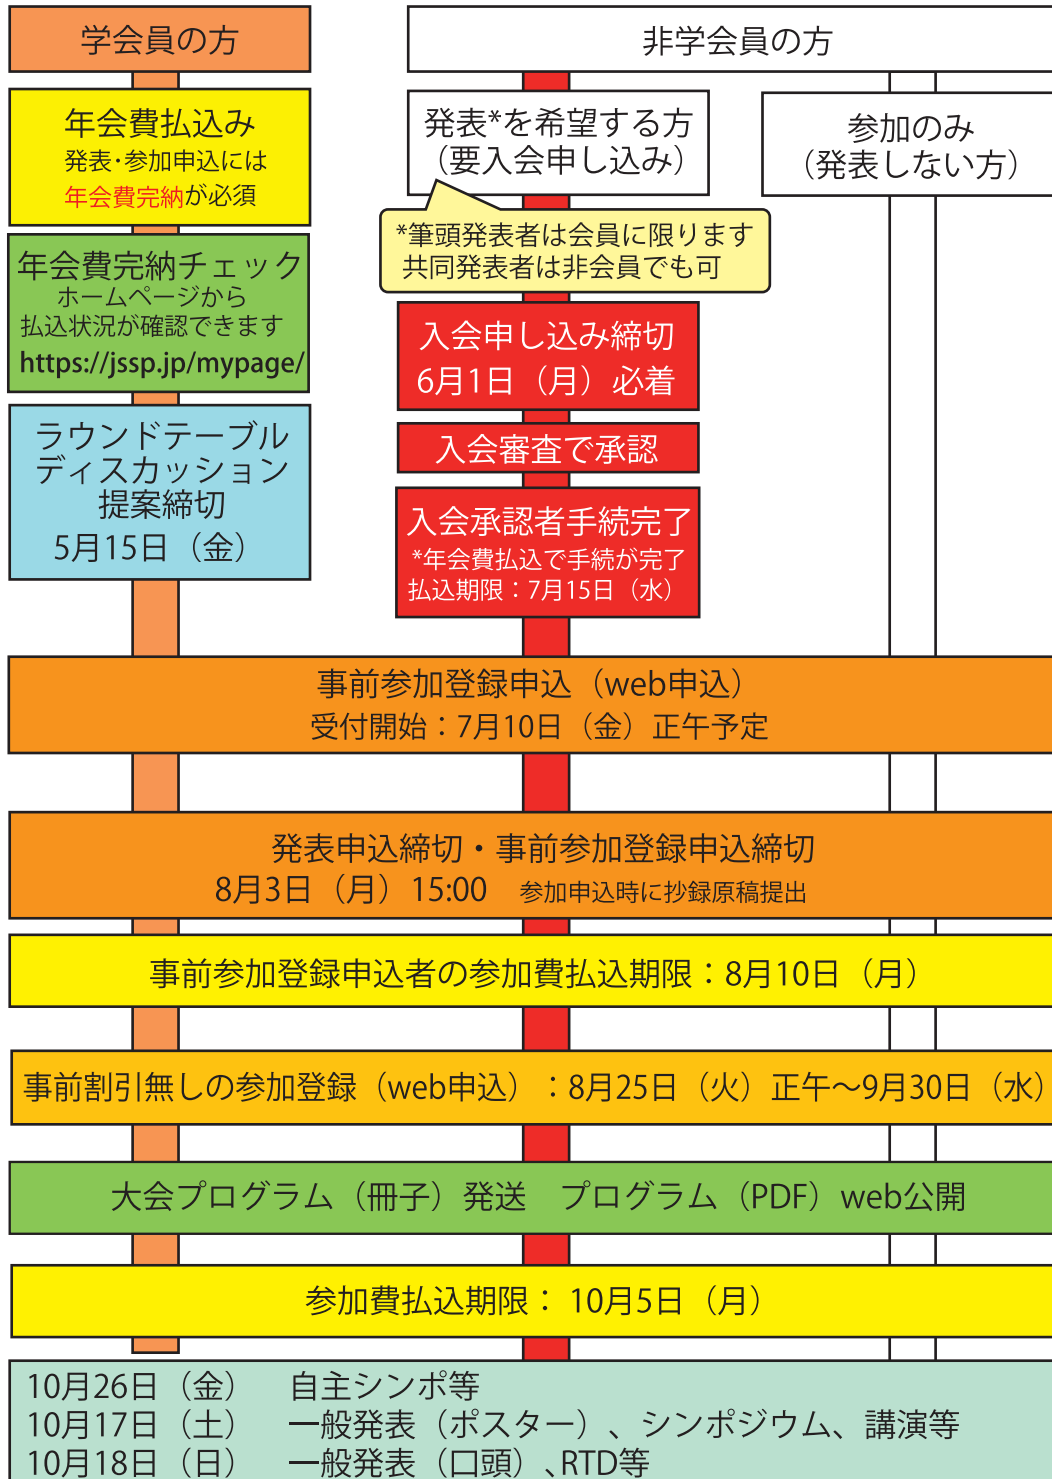 学会員の方
年会費払込み
発表･参加申込には
年会費完納が必須
年会費完納チェック
ホームページから
払込状況が確認できます
https://jssp.jp/mypage/
ラウンドテーブル
ディスカッション
提案締切
5月15日（金）
非学会員の方
発表*を希望する方
（要入会申し込み）
*筆頭発表者は会員に限ります
共同発表者は非会員でも可
入会申し込み締切
6月1日（月）必着
入会審査で承認
入会承認者手続完了
*年会費払込で手続が完了
払込期限：7月15日（水）
参加のみ
（発表しない方）
事前参加登録申込（web申込）
受付開始：7月10日（金）正午予定
発表申込締切・事前参加登録申込締切
8月3日（月）15:00　参加申込時に抄録原稿提出
事前参加登録申込者の参加費払込期限：8月10日（月）
事前割引無しの参加登録（web申込）：8月25日（火）正午～9月30日（水）
大会プログラム（冊子）発送　プログラム（PDF）web公開
参加費払込期限： 10月5日（月）
10月26日（金）　自主シンポ等
10月17日（土）　一般発表（ポスター）、シンポジウム、講演等
10月18日（日）　一般発表（口頭）、RTD等